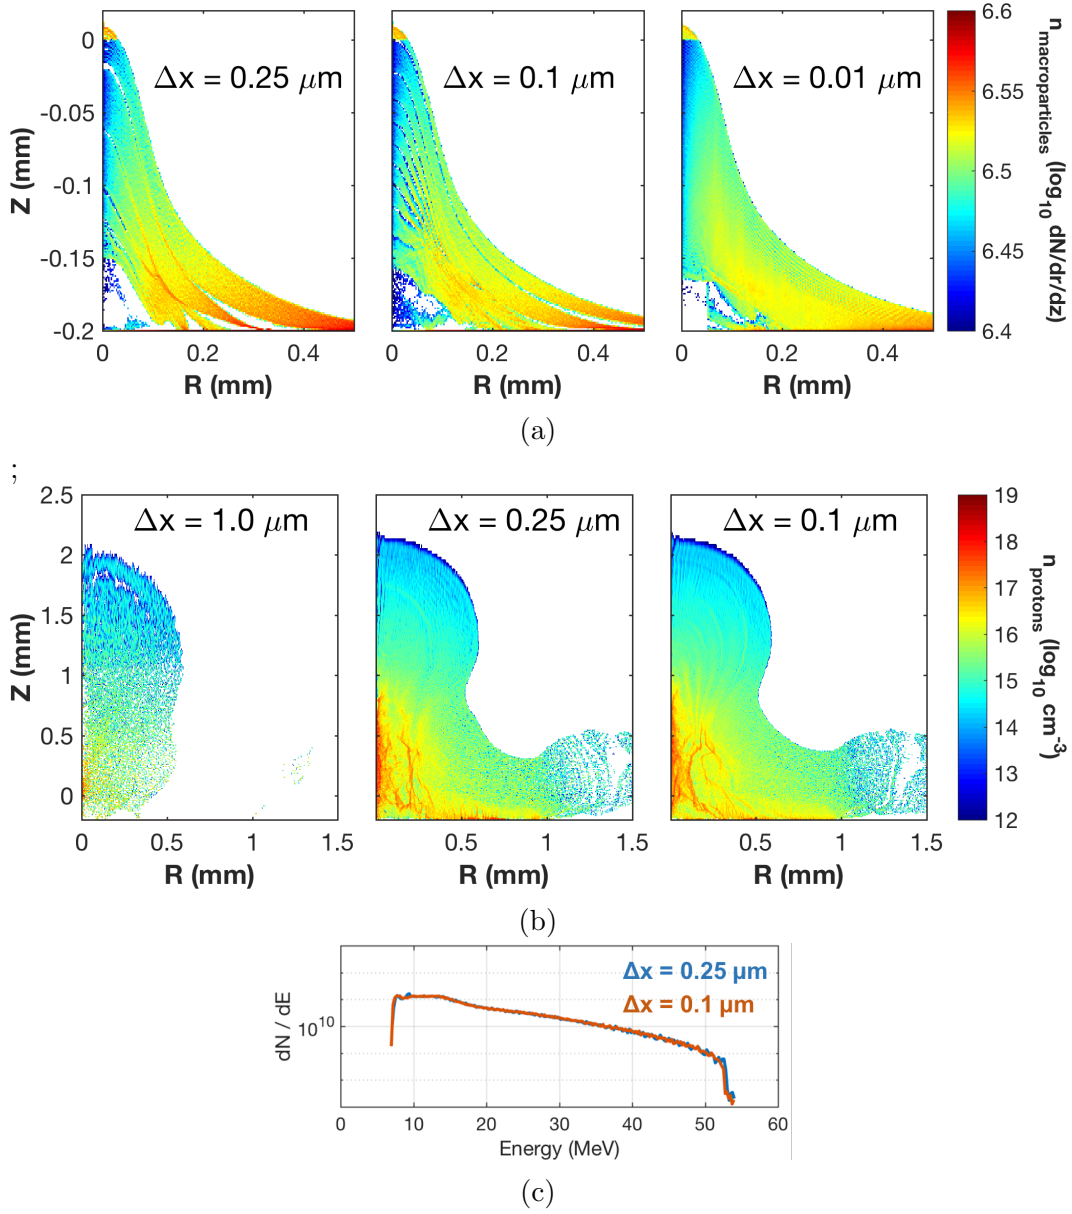 Δx = 0.25 μm
Δx = 0.1 μm
Δx = 0.01 μm
0
-0.05
-0.1
-0.15
-0.2
Z (mm)
0 0.2 0.4
0 0.2 0.4
0 0.2 0.4
R (mm)
R (mm)
R (mm)
6.6
6.55
6.5
6.45
6.4
n macroparticles (log10 dN/dr/dz)
(a)
;
Δx = 1.0 μm
Δx = 0.25 μm
Δx = 0.1 μm
2.5
2
1.5
1
0.5
0
Z (mm)
0 0.5 1 1.5
0.5 1 1.5
0.5 1 1.5
R (mm)
R (mm)
R (mm)
19
18
17
16
15
14
13
12
n protons (log10 cm-3)
(b)
Δx = 0.25 μm
Δx = 0.1 μm
10^10
dN / dE
0 10 20 30 40 50 60
Energy (MeV)
(c)